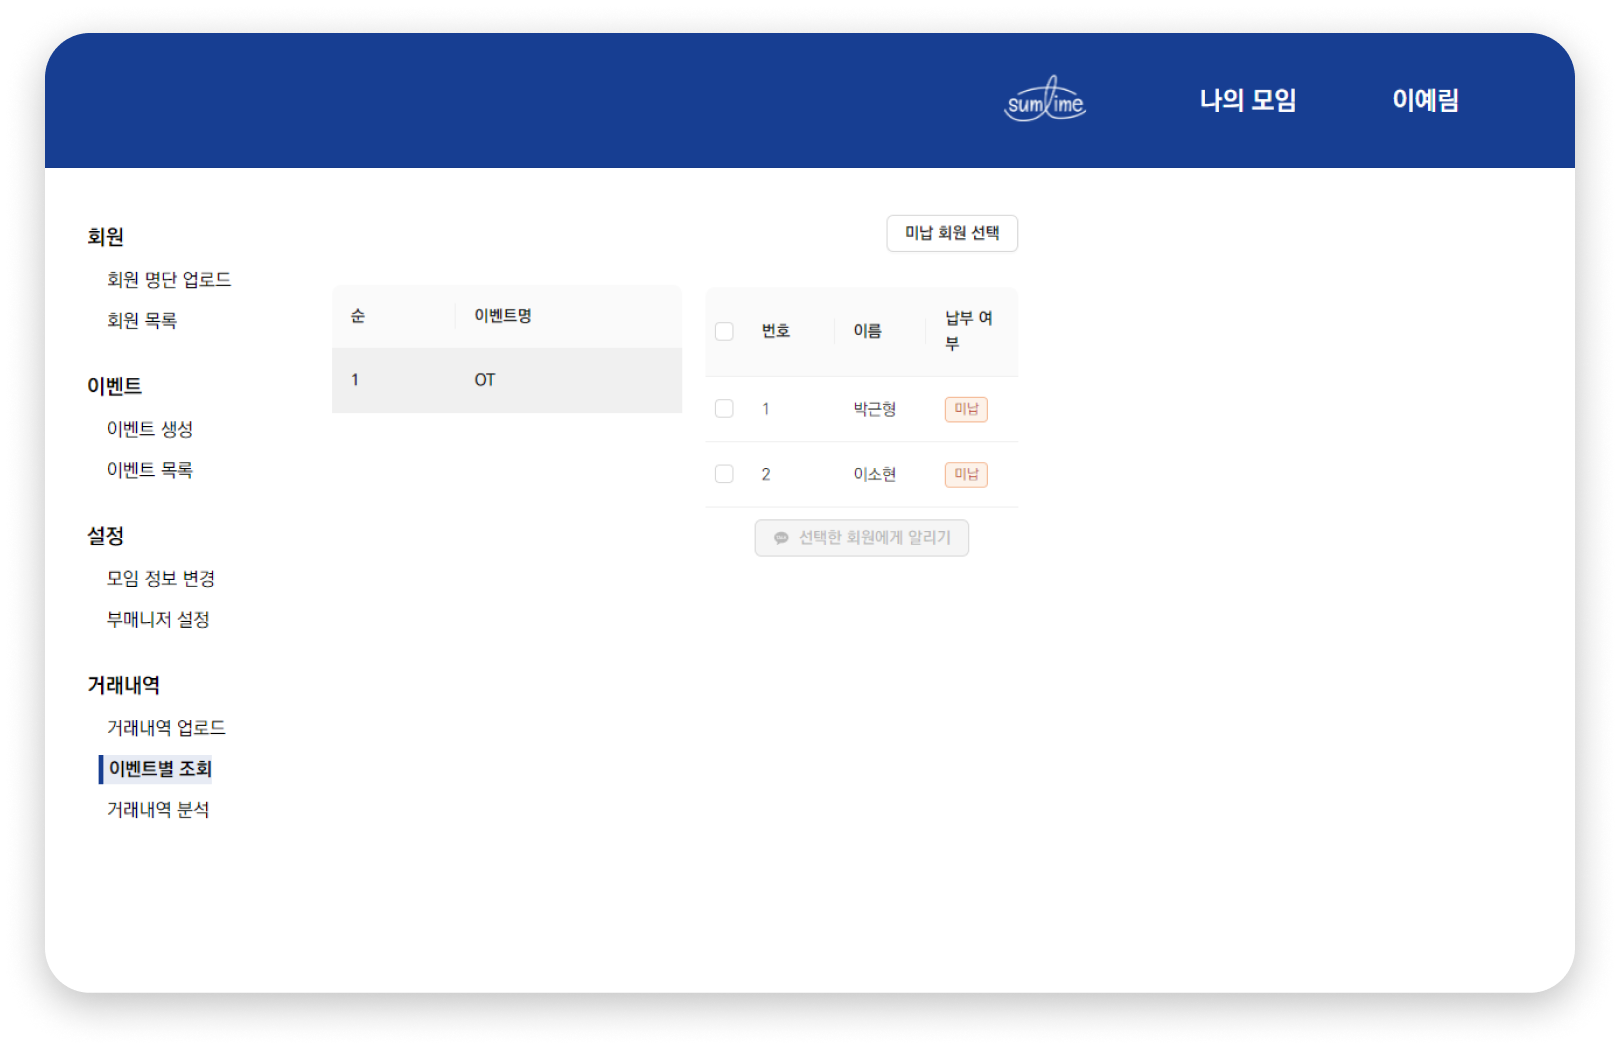 sumtime
나의 모임
이예림
회원
회원 명단 업로드
회원 목록
이벤트
이벤트 생성
이벤트 목록
설정
모임 정보 변경
부매니저 설정
거래내역
거래내역 업로드
이벤트별 조회
거래내역 분석
순 이벤트명
1 OT
미납 회원 선택
번호 이름 납부 여
부
1 박근형 미납
2 이소현 미납
선택한 회원에게 알리기